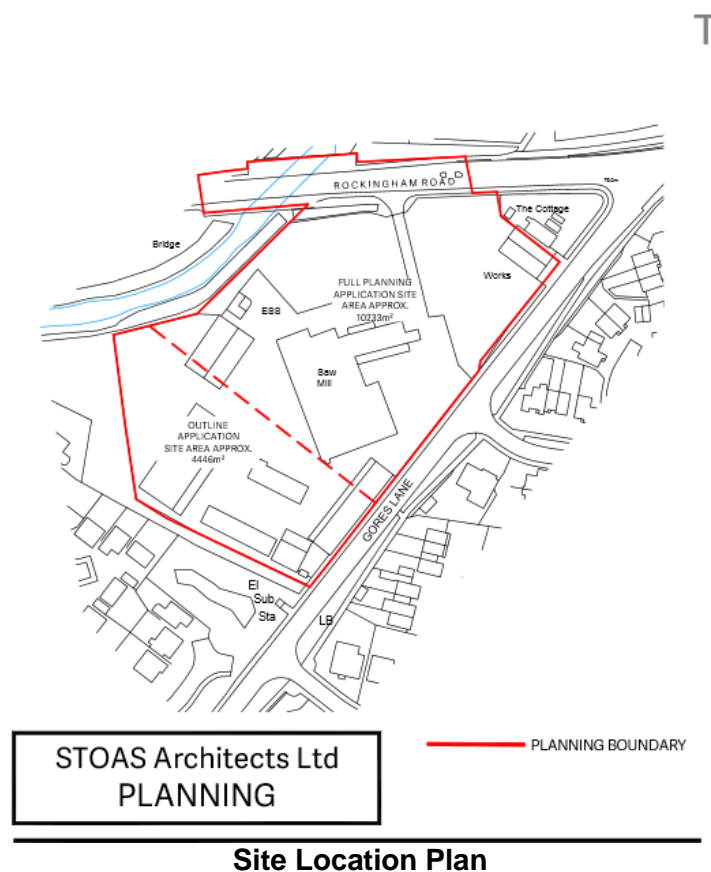 T
ROCKINGHAM ROAD
The Cottage
Bridge
Works
FULL PLANNING
APPLICATION SITE
AREA APPROX.
10233m²
ESS
Saw
Mill
OUTLINE
APPLICATION
SITE AREA APPROX.
4446m²
GORES LANE
El
Sub
Sta
LB
STOAS Architects Ltd
PLANNING
PLANNING BOUNDARY
Site Location Plan